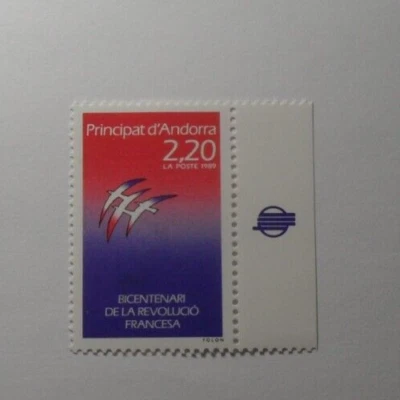 Principat d'Andorra
2,20
LA POSTE 1989
BICENTENARI
DE LA REVOLUCIÓ
FRANCESA
FOLON